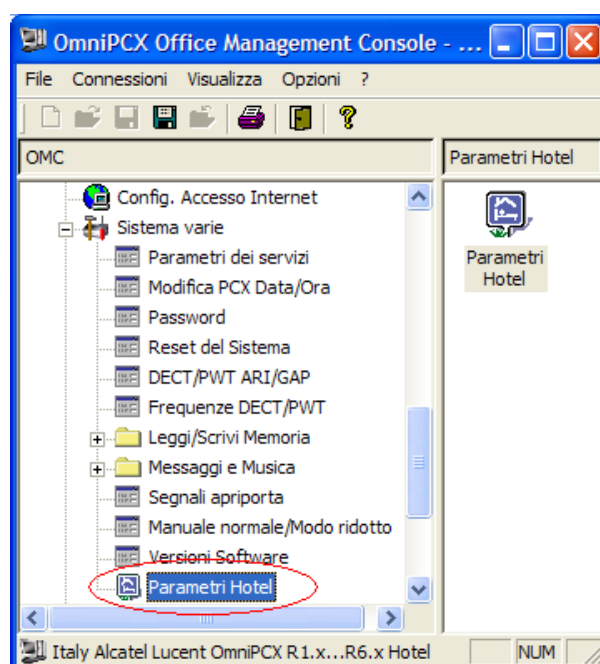 OmniPCX Office Management Console - ...
File Connessioni Visualizza Opzioni ?
OMC
Parametri Hotel
Config. Accesso Internet
Sistema varie
Parametri dei servizi
Modifica PCX Data/Ora
Password
Reset del Sistema
DECT/PWT ARI/GAP
Frequenze DECT/PWT
Leggi/Scrivi Memoria
Messaggi e Musica
Segnali apriporta
Manuale normale/Modo ridotto
Versioni Software
Parametri Hotel
Parametri
Hotel
Italy Alcatel Lucent OmniPCX R1.x...R6.x Hotel
NUM